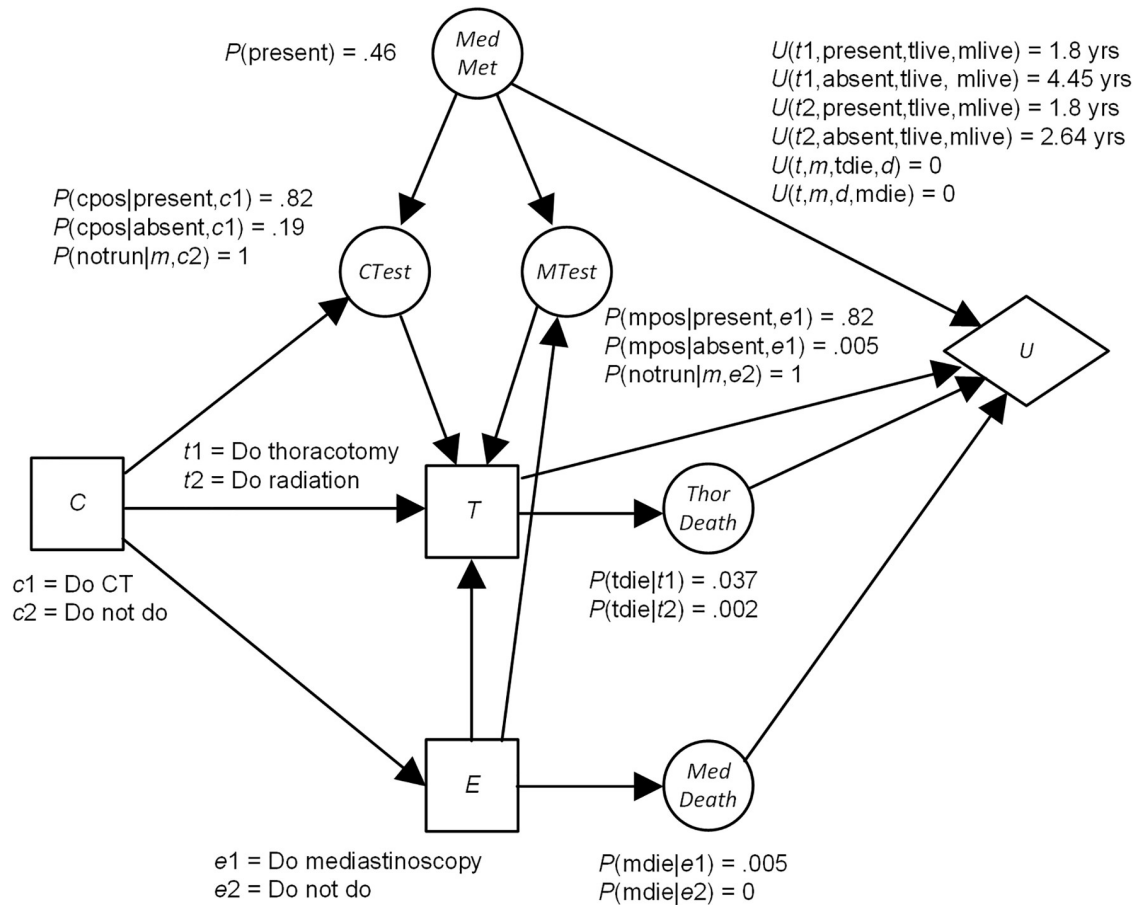 P(present) = .46
Med
Met
U(t1,present,tlive,mlive) = 1.8 yrs
U(t1,absent,tlive, mlive) = 4.45 yrs
U(t2,present,tlive,mlive) = 1.8 yrs
U(t2,absent,tlive,mlive) = 2.64 yrs
U(t,m,tdie,d) = 0
U(t,m,d,mdie) = 0
P(cpos|present,c1) = .82
P(cpos|absent,c1) = .19
P(notrun|m,c2) = 1
CTest
MTest
P(mpos|present,e1) = .82
P(mpos|absent,e1) = .005
P(notrun|m,e2) = 1
U
t1 = Do thoracotomy
t2 = Do radiation
C
T
Thor
Death
c1 = Do CT
c2 = Do not do
P(tdie|t1) = .037
P(tdie|t2) = .002
E
Med
Death
e1 = Do mediastinoscopy
e2 = Do not do
P(mdie|e1) = .005
P(mdie|e2) = 0